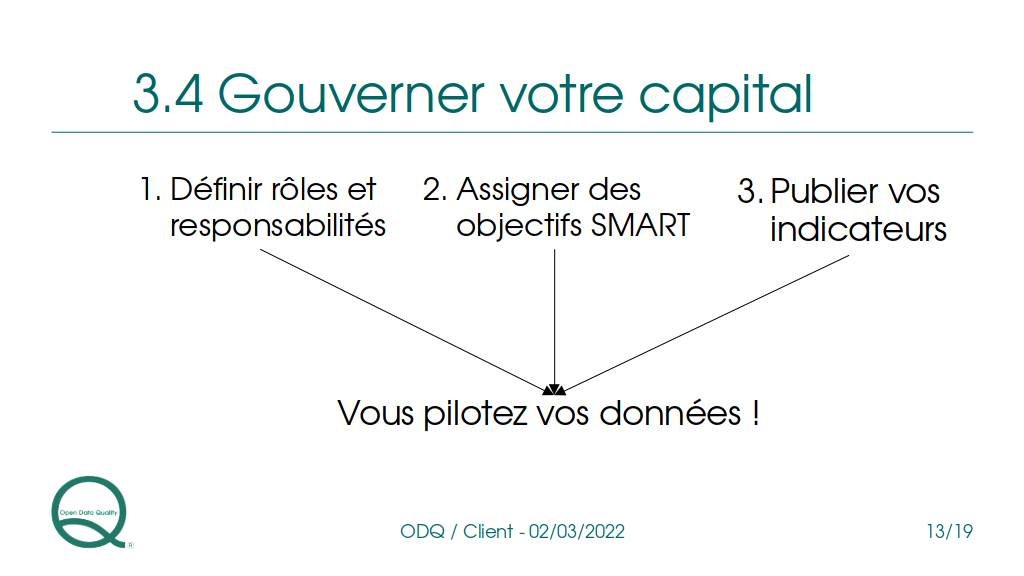 3.4 Gouverner votre capital
1. Définir rôles et
responsabilités
2. Assigner des
objectifs SMART
3. Publier vos
indicateurs
Vous pilotez vos données !
Open Data Quality
®
ODQ / Client - 02/03/2022
13/19